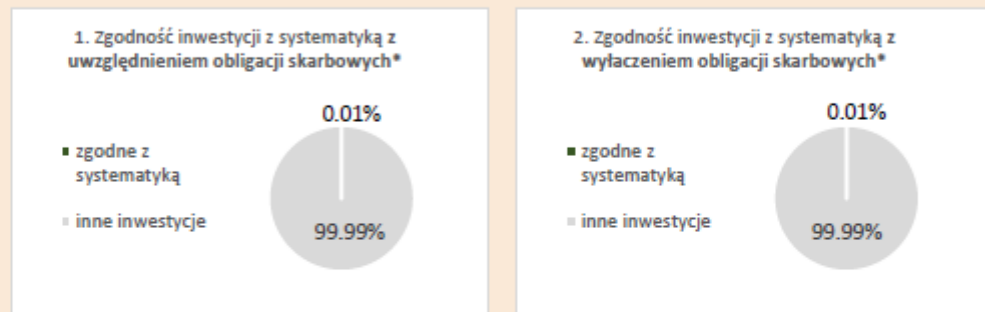 1. Zgodność inwestycji z systematyką z
uwzględnieniem obligacji skarbowych*
0.01%
zgodne z
systematyką
inne inwestycje
99.99%
2. Zgodność inwestycji z systematyką z
wyłaczeniem obligacji skarbowych*
0.01%
zgodne z
systematyką
inne inwestycje
99.99%